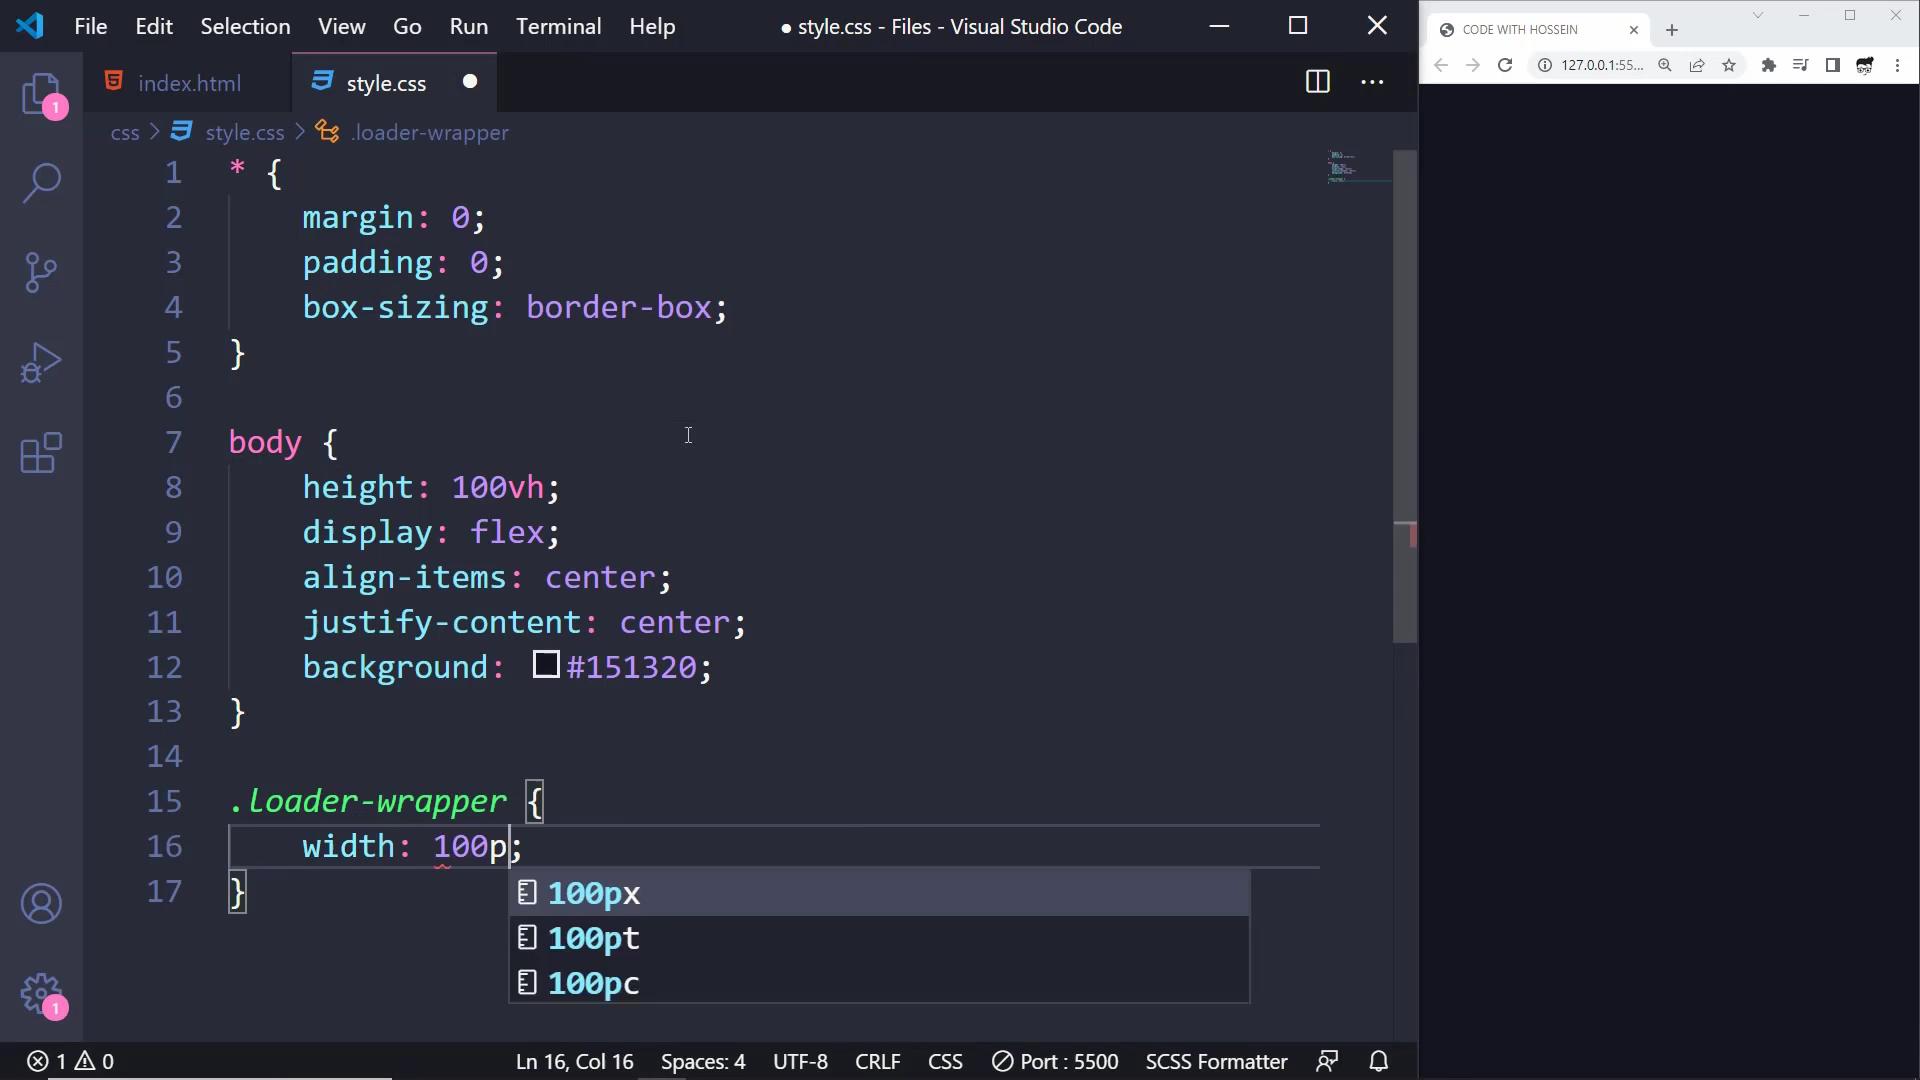 File Edit Selection View Go Run Terminal Help ● style.css - Files - Visual Studio Code
CODE WITH HOSSEIN
127.0.0.1:55...
index.html style.css
css > style.css > .loader-wrapper
1 * {
2 margin: 0;
3 padding: 0;
4 box-sizing: border-box;
5 }
6
7 body {
8 height: 100vh;
9 display: flex;
10 align-items: center;
11 justify-content: center;
12 background: #151320;
13 }
14
15 .loader-wrapper {
16 width: 100p;
17 }
100px
100pt
100pc
1
1
1 0 Ln 16, Col 16 Spaces: 4 UTF-8 CRLF CSS Port : 5500 SCSS Formatter